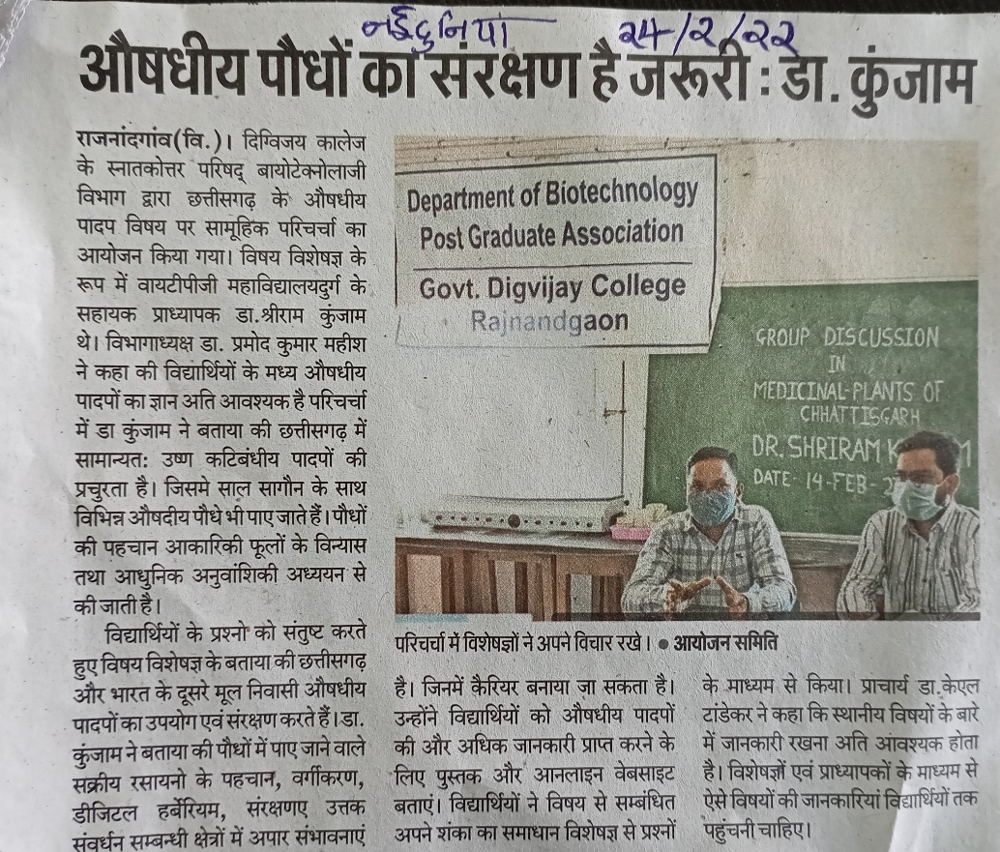 नईदुनिया 24/2/22
औषधीय पौधों का संरक्षण है जरूरी : डा. कुंजाम
राजनांदगांव(वि.)। दिग्विजय कालेज
के स्नातकोत्तर परिषद् बायोटेक्नोलाजी
विभाग द्वारा छत्तीसगढ़ के औषधीय
पादप विषय पर सामूहिक परिचर्चा का
आयोजन किया गया। विषय विशेषज्ञ के
रूप में वायटीपीजी महाविद्यालयदुर्ग के
सहायक प्राध्यापक डा.श्रीराम कुंजाम
थे। विभागाध्यक्ष डा. प्रमोद कुमार महीश
ने कहा की विद्यार्थियों के मध्य औषधीय
पादपों का ज्ञान अति आवश्यक है परिचर्चा
में डा कुंजाम ने बताया की छत्तीसगढ़ में
सामान्यत: उष्ण कटिबंधीय पादपों की
प्रचुरता है। जिसमे साल सागौन के साथ
विभिन्न औषदीय पौधे भी पाए जाते हैं। पौधों
की पहचान आकारिकी फूलों के विन्यास
तथा आधुनिक अनुवांशिकी अध्ययन से
की जाती है।
विद्यार्थियों के प्रश्नो को संतुष्ट करते
हुए विषय विशेषज्ञ के बताया की छत्तीसगढ़
और भारत के दूसरे मूल निवासी औषधीय
पादपों का उपयोग एवं संरक्षण करते हैं। डा.
कुंजाम ने बताया की पौधों में पाए जाने वाले
सक्रीय रसायनो के पहचान, वर्गीकरण,
डीजिटल हर्बेरियम, संरक्षणए उत्तक
संवर्धन सम्बन्धी क्षेत्रों में अपार संभावनाएं
Department of Biotechnology
Post Graduate Association
Govt. Digvijay College
Rajnandgaon
GROUP DISCUSSION
IN
MEDICINAL-PLANTS OF
CHHATTISGARH
DR. SHRIRAM
DATE- 14-FEB-
परिचर्चा में विशेषज्ञों ने अपने विचार रखे। ● आयोजन समिति
है। जिनमें कैरियर बनाया जा सकता है।
उन्होंने विद्यार्थियों को औषधीय पादपों
की और अधिक जानकारी प्राप्त करने के
लिए पुस्तक और आनलाइन वेबसाइट
बताएं। विद्यार्थियों ने विषय से सम्बंधित
अपने शंका का समाधान विशेषज्ञ से प्रश्नों
के माध्यम से किया। प्राचार्य डा.केएल
टांडेकर ने कहा कि स्थानीय विषयों के बारे
में जानकारी रखना अति आवश्यक होता
है। विशेषज्ञों एवं प्राध्यापकों के माध्यम से
ऐसे विषयों की जानकारियां विद्यार्थियों तक
पहुंचनी चाहिए।